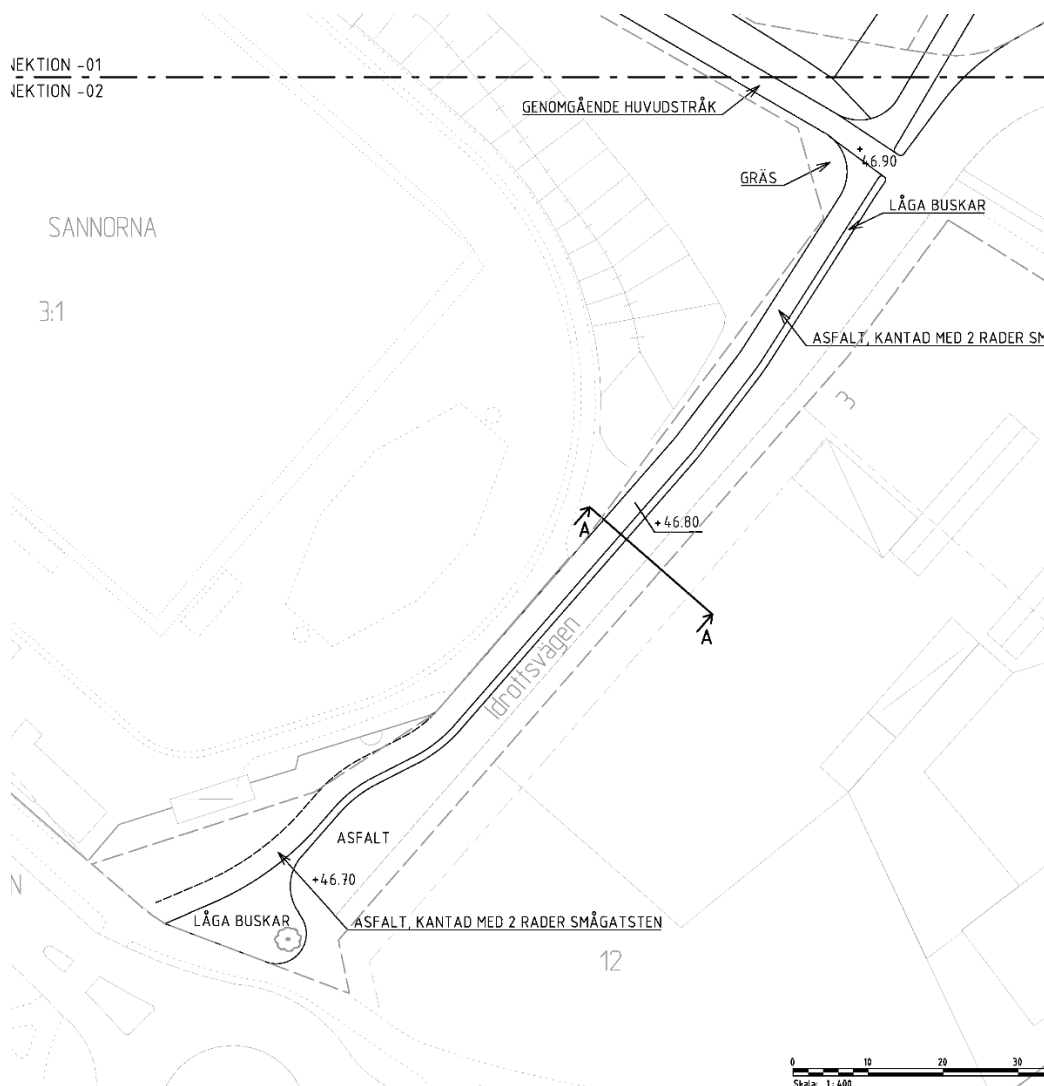 NEKTION -01
NEKTION -02
GENOMGÅENDE HUVUDSTRÅK
+46.90
GRÄS
LÅGA BUSKAR
SANNORNA
3:1
ASFALT, KANTAD MED 2 RADER SM
3
+46.80
A
A
Idrottsvägen
ASFALT
+46.70
N
LÅGA BUSKAR
ASFALT, KANTAD MED 2 RADER SMÅGATSTEN
12
0 10 20 30
Skala: 1:400